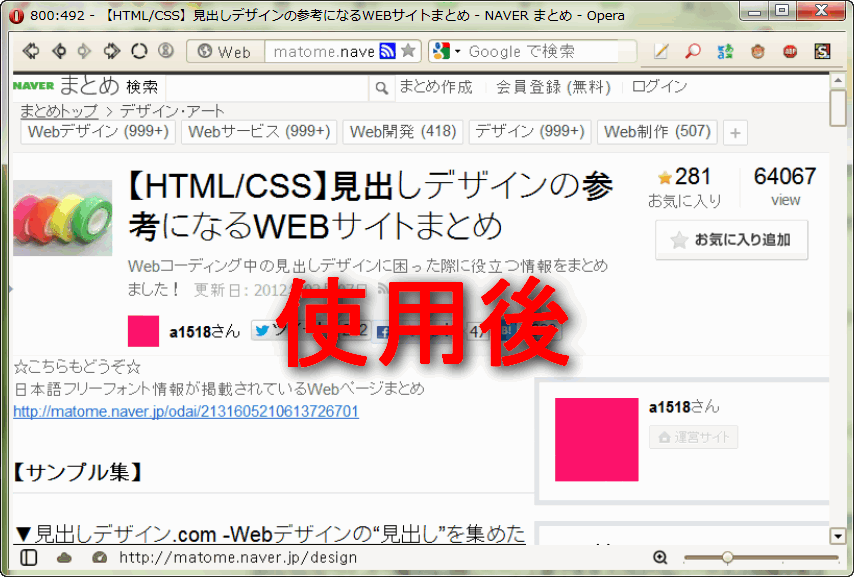 800:492 - 【HTML/CSS】見出しデザインの参考になるWEBサイトまとめ - NAVER まとめ - Opera
Web matome.nave Google で検索
NAVER まとめ 検索 まとめ作成 会員登録 (無料) ログイン
まとめトップ > デザイン・アート
Webデザイン (999+) Webサービス (999+) Web開発 (418) デザイン (999+) Web制作 (507) +
【HTML/CSS】見出しデザインの参
考になるWEBサイトまとめ
281 64067
お気に入り view
お気に入り追加
Webコーディング中の見出しデザインに困った際に役立つ情報をまとめ
ました！ 更新日: 2012
使用後
a1518さん
☆こちらもどうぞ☆
日本語フリーフォント情報が掲載されているWebページまとめ
http://matome.naver.jp/odai/2131605210613726701
a1518さん
運営サイト
【サンプル集】
▼見出しデザイン.com -Webデザインの“見出し”を集めた
http://matome.naver.jp/design